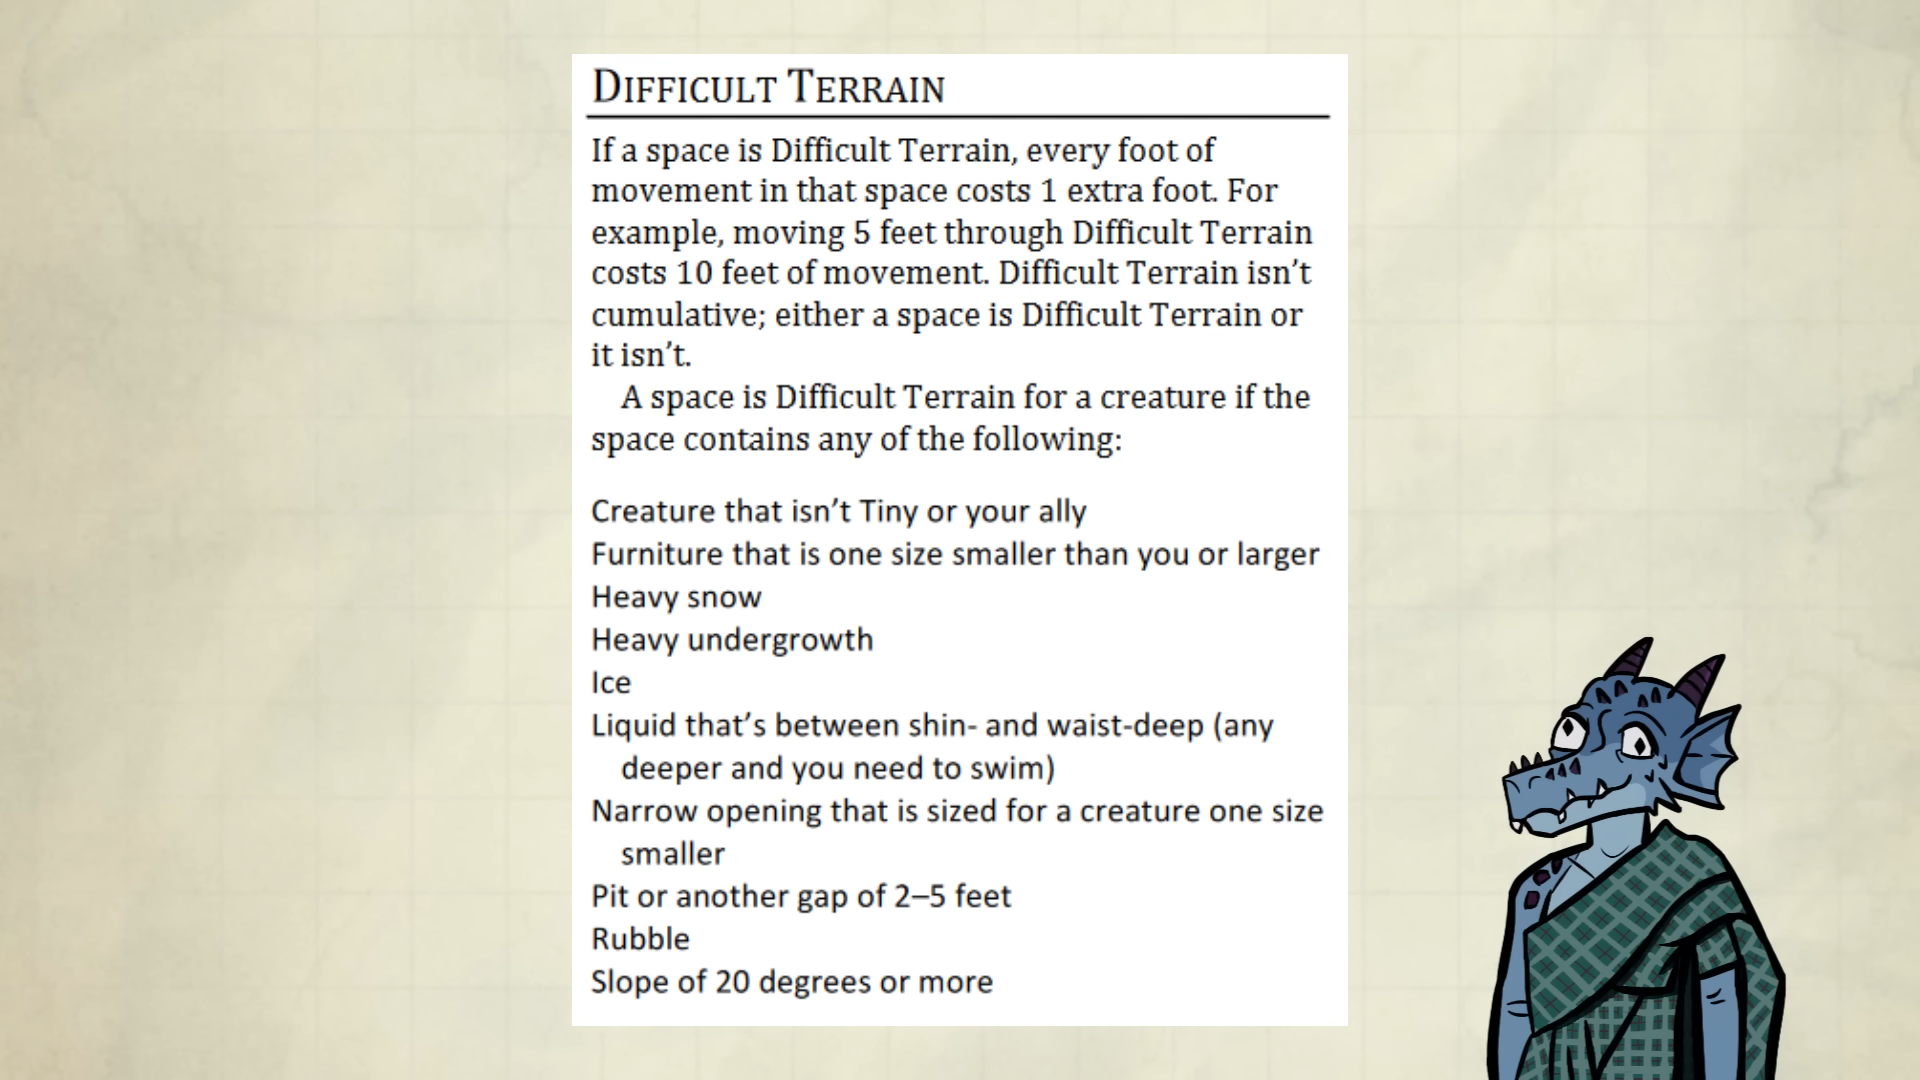 DIFFICULT TERRAIN
If a space is Difficult Terrain, every foot of
movement in that space costs 1 extra foot. For
example, moving 5 feet through Difficult Terrain
costs 10 feet of movement. Difficult Terrain isn’t
cumulative; either a space is Difficult Terrain or
it isn’t.
A space is Difficult Terrain for a creature if the
space contains any of the following:
Creature that isn’t Tiny or your ally
Furniture that is one size smaller than you or larger
Heavy snow
Heavy undergrowth
Ice
Liquid that’s between shin- and waist-deep (any
deeper and you need to swim)
Narrow opening that is sized for a creature one size
smaller
Pit or another gap of 2–5 feet
Rubble
Slope of 20 degrees or more